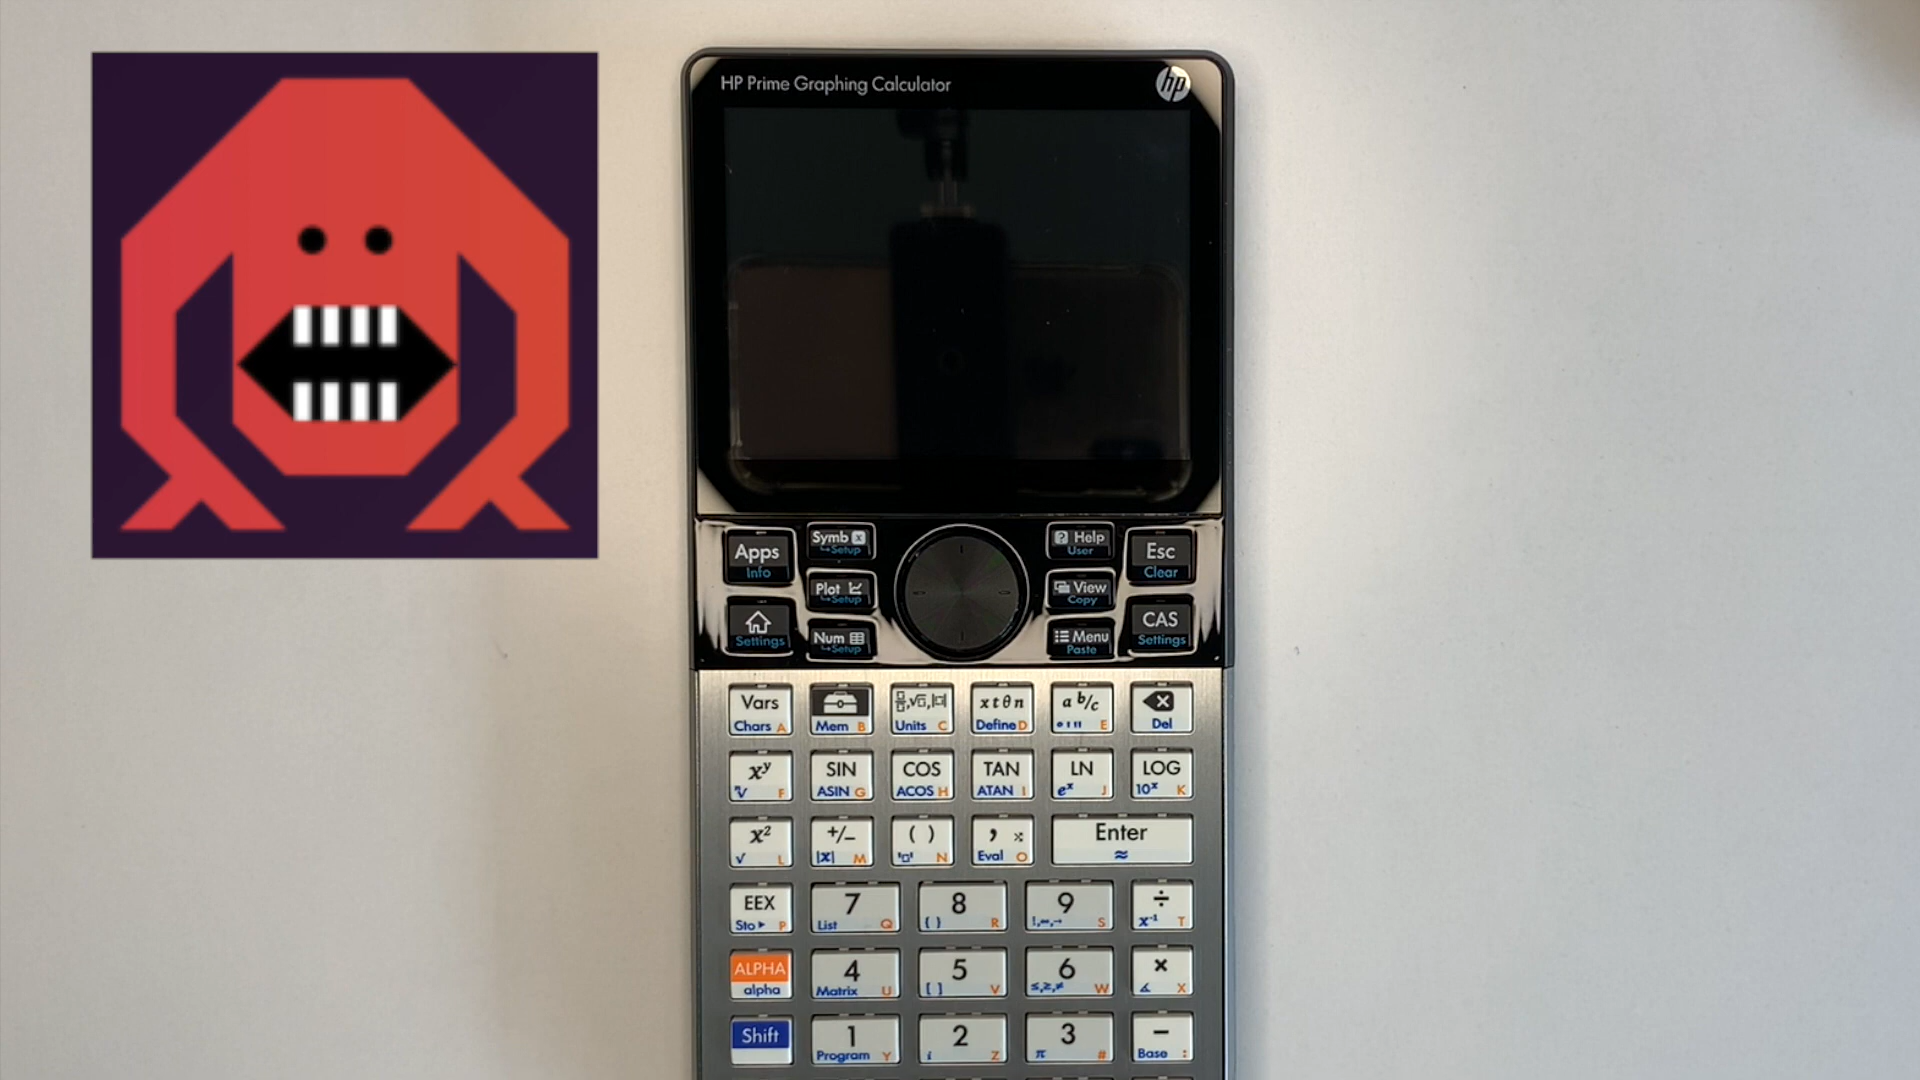 HP Prime Graphing Calculator
hp
Apps
Info
Symb
Setup
Help
User
Esc
Clear
Plot
Setup
View
Copy
Settings
Num
Setup
Menu
Paste
CAS
Settings
Vars
Chars A
Mem B
Units C
x t θ n
Define D
a b/c
E
Del
xʸ
F
SIN
ASIN G
COS
ACOS H
TAN
ATAN I
LN
eˣ J
LOG
10ˣ K
x²
√ L
+/−
|x| M
( )
N
,
Eval O
Enter
≈
EEX
Sto ▸ P
7
List Q
8
{ } R
9
S
÷
x⁻¹ T
ALPHA
alpha
4
Matrix U
5
[ ] V
6
≤,≥,≠ W
×
∡ X
Shift
1
Program Y
2
i Z
3
π #
−
Base :